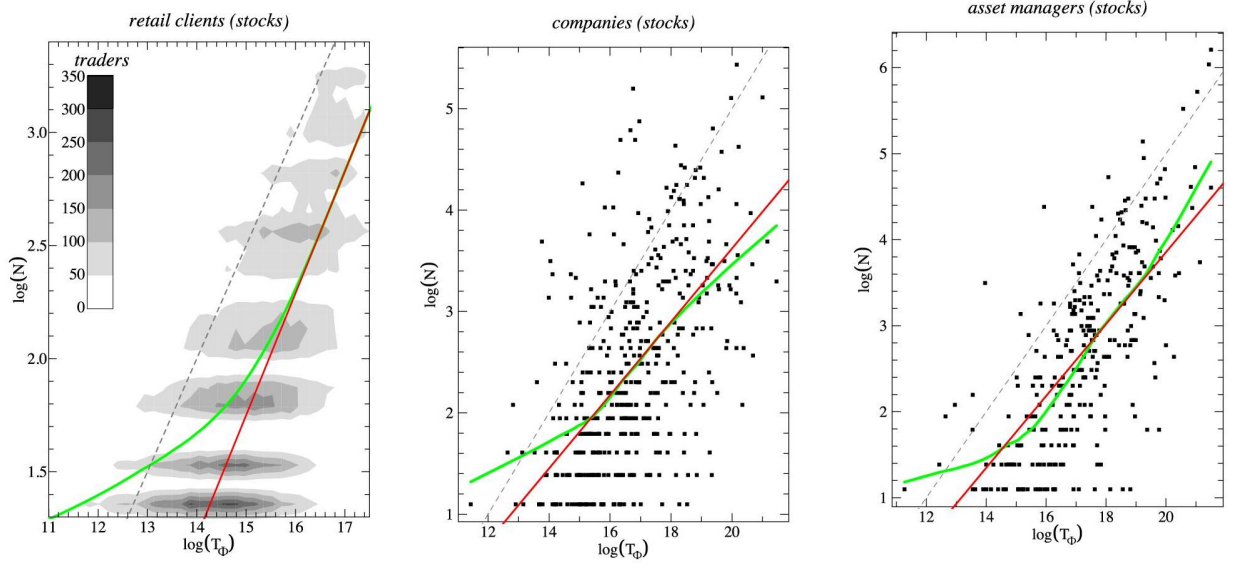 retail clients (stocks)
traders
350
300
250
200
150
100
50
0
3.0
2.5
2.0
1.5
log(N)
11 12 13 14 15 16 17
log(T_Φ)
companies (stocks)
5
4
3
2
1
log(N)
12 14 16 18 20
log(T_Φ)
asset managers (stocks)
6
5
4
3
2
1
log(N)
12 14 16 18 20
log(T_Φ)